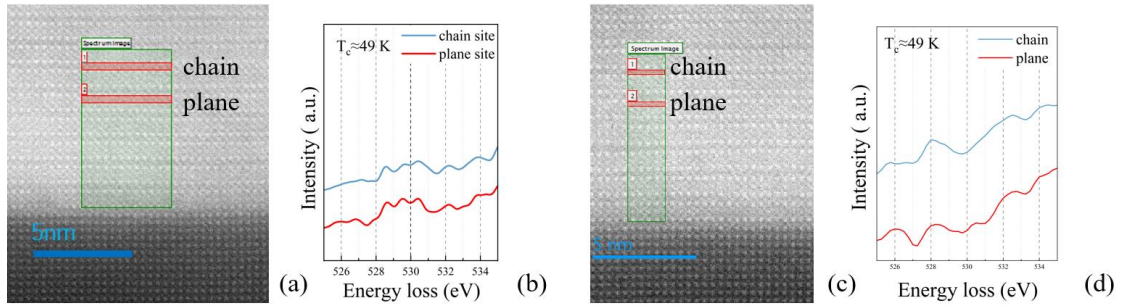 Spectrum Image
1
chain
2
plane
5nm
(a)
Intensity ( a.u.)
T_c≈49 K
chain site
plane site
526 528 530 532 534
Energy loss (eV)
(b)
Spectrum Image
1
chain
2
plane
5 nm
(c)
Intensity ( a.u.)
T_c≈49 K
chain
plane
526 528 530 532 534
Energy loss (eV)
(d)